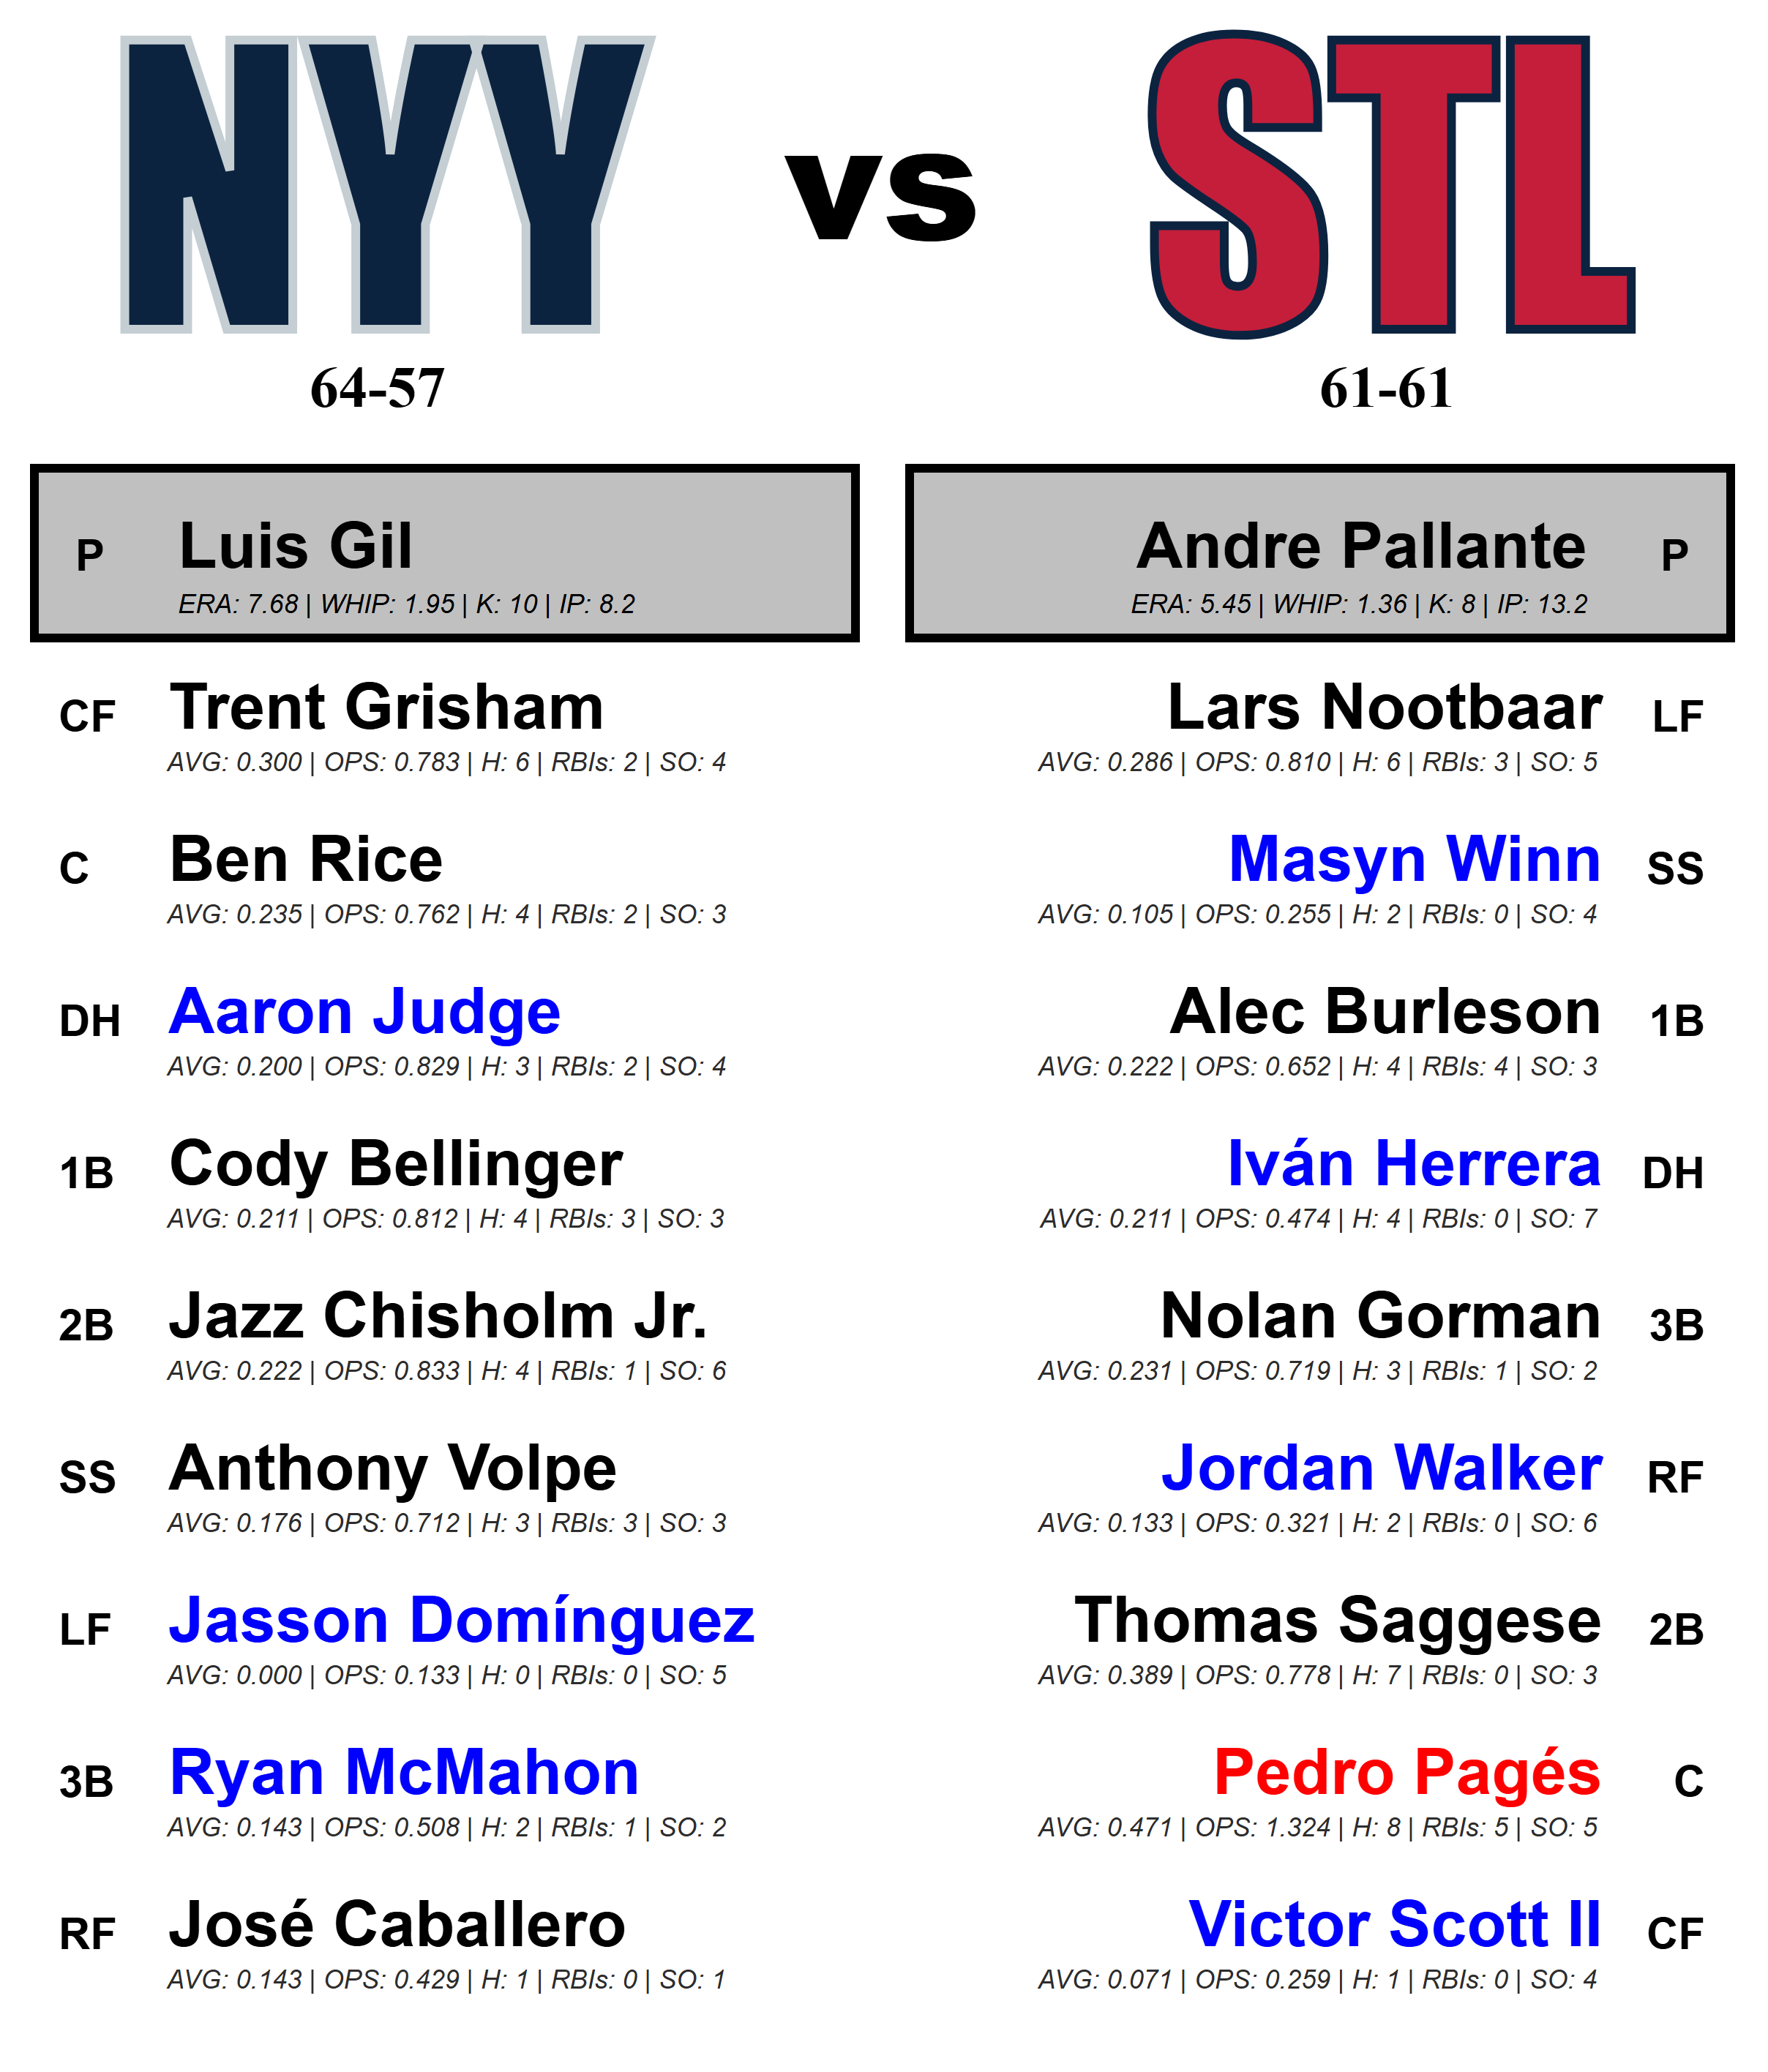 NYY vs STL
64-57 61-61
P Luis Gil
ERA: 7.68 | WHIP: 1.95 | K: 10 | IP: 8.2
Andre Pallante P
ERA: 5.45 | WHIP: 1.36 | K: 8 | IP: 13.2
CF Trent Grisham
AVG: 0.300 | OPS: 0.783 | H: 6 | RBIs: 2 | SO: 4
C Ben Rice
AVG: 0.235 | OPS: 0.762 | H: 4 | RBIs: 2 | SO: 3
DH Aaron Judge
AVG: 0.200 | OPS: 0.829 | H: 3 | RBIs: 2 | SO: 4
1B Cody Bellinger
AVG: 0.211 | OPS: 0.812 | H: 4 | RBIs: 3 | SO: 3
2B Jazz Chisholm Jr.
AVG: 0.222 | OPS: 0.833 | H: 4 | RBIs: 1 | SO: 6
SS Anthony Volpe
AVG: 0.176 | OPS: 0.712 | H: 3 | RBIs: 3 | SO: 3
LF Jasson Domínguez
AVG: 0.000 | OPS: 0.133 | H: 0 | RBIs: 0 | SO: 5
3B Ryan McMahon
AVG: 0.143 | OPS: 0.508 | H: 2 | RBIs: 1 | SO: 2
RF José Caballero
AVG: 0.143 | OPS: 0.429 | H: 1 | RBIs: 0 | SO: 1
Lars Nootbaar LF
AVG: 0.286 | OPS: 0.810 | H: 6 | RBIs: 3 | SO: 5
Masyn Winn SS
AVG: 0.105 | OPS: 0.255 | H: 2 | RBIs: 0 | SO: 4
Alec Burleson 1B
AVG: 0.222 | OPS: 0.652 | H: 4 | RBIs: 4 | SO: 3
Iván Herrera DH
AVG: 0.211 | OPS: 0.474 | H: 4 | RBIs: 0 | SO: 7
Nolan Gorman 3B
AVG: 0.231 | OPS: 0.719 | H: 3 | RBIs: 1 | SO: 2
Jordan Walker RF
AVG: 0.133 | OPS: 0.321 | H: 2 | RBIs: 0 | SO: 6
Thomas Saggese 2B
AVG: 0.389 | OPS: 0.778 | H: 7 | RBIs: 0 | SO: 3
Pedro Pagés C
AVG: 0.471 | OPS: 1.324 | H: 8 | RBIs: 5 | SO: 5
Victor Scott II CF
AVG: 0.071 | OPS: 0.259 | H: 1 | RBIs: 0 | SO: 4